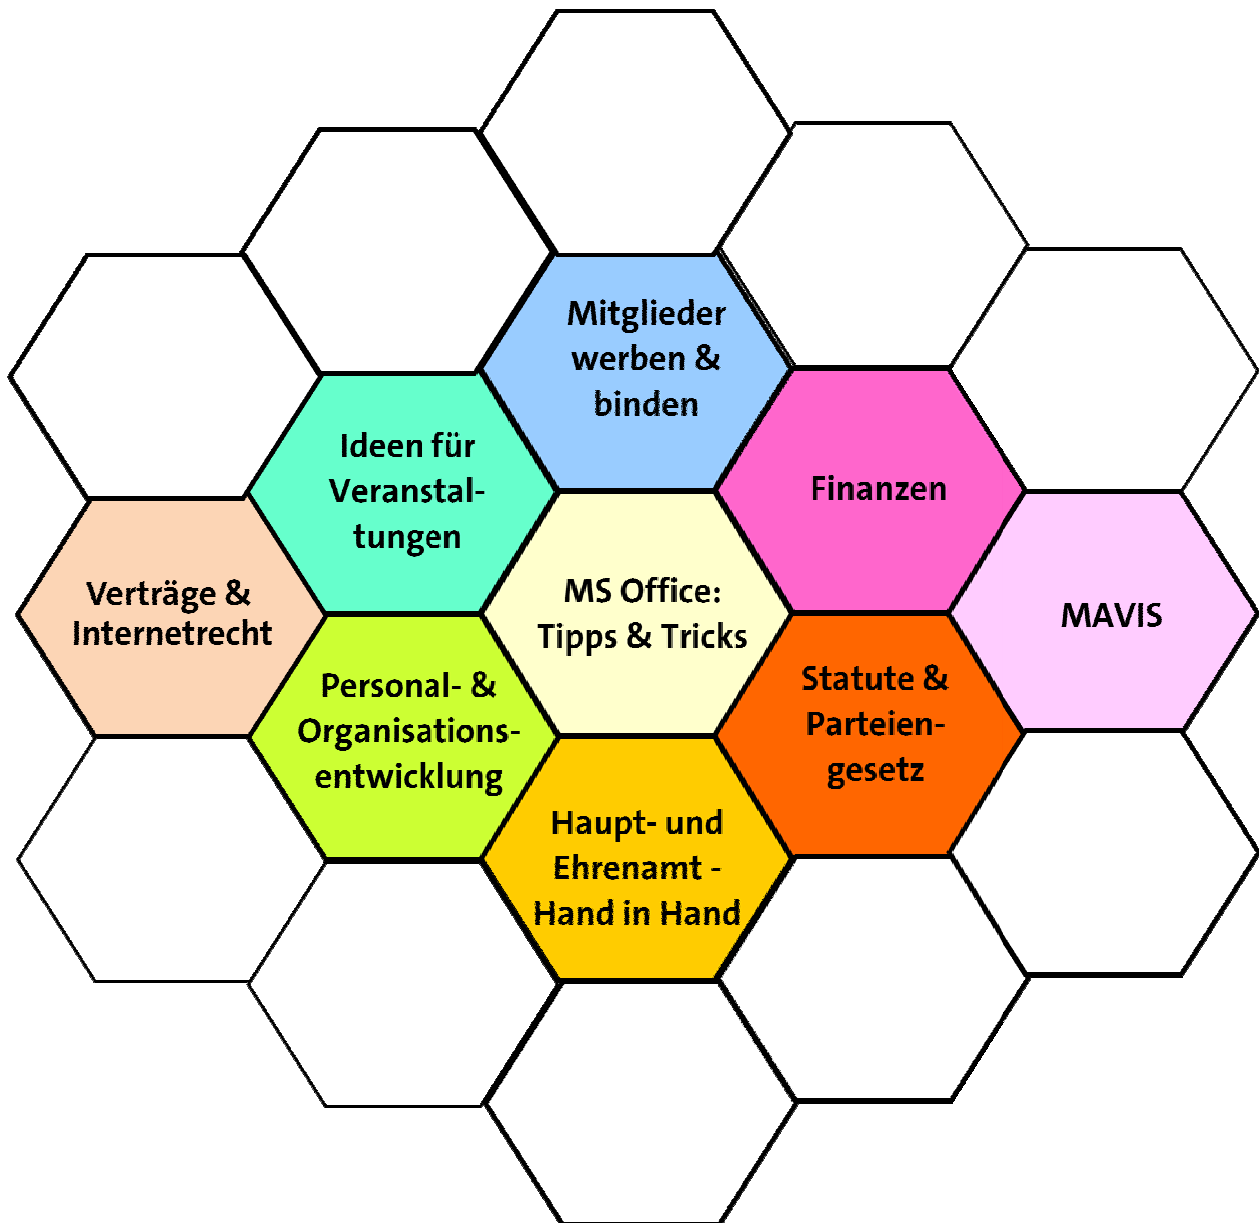 Mitglieder
werben &
binden
Ideen für
Veranstal-
tungen
Finanzen
Verträge &
Internetrecht
MS Office:
Tipps & Tricks
MAVIS
Personal- &
Organisations-
entwicklung
Statute &
Parteien-
gesetz
Haupt- und
Ehrenamt -
Hand in Hand